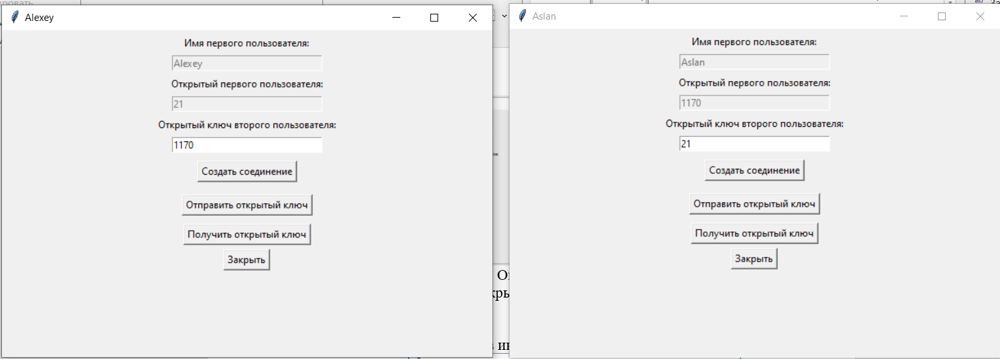 Alexey
Имя первого пользователя:
Alexey
Открытый первого пользователя:
21
Открытый ключ второго пользователя:
1170
Создать соединение
Отправить открытый ключ
Получить открытый ключ
Закрыть
Aslan
Имя первого пользователя:
Aslan
Открытый первого пользователя:
1170
Открытый ключ второго пользователя:
21
Создать соединение
Отправить открытый ключ
Получить открытый ключ
Закрыть